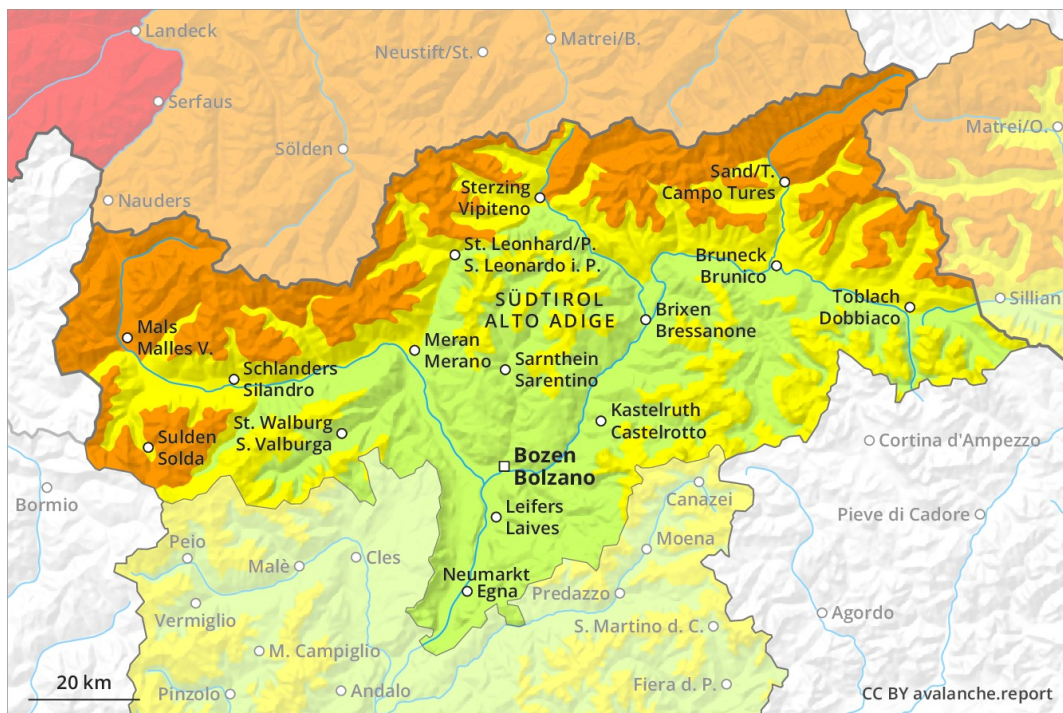 Landeck
Matrei/B.
Neustift/St.
Serfaus
Matrei/O.
Sölden
Sand/T.
Campo Tures
Sterzing
Vipiteno
Nauders
St. Leonhard/P.
S. Leonardo i. P.
Bruneck
Brunico
SÜDTIROL
ALTO ADIGE
Toblach
Dobbiaco
Sillian
Brixen
Bressanone
Mals
Malles V.
Meran
Merano
Sarnthein
Sarentino
Schlanders
Silandro
St. Walburg
S. Valburga
Kastelruth
Castelrotto
Sulden
Solda
Cortina d'Ampezzo
Bozen
Bolzano
Bormio
Canazei
Leifers
Laives
Pieve di Cadore
Moena
Peio
Cles
Malè
Neumarkt
Egna
Predazzo
Vermiglio
Agordo
S. Martino d. C.
M. Campiglio
20 km
Pinzolo
Andalo
Fiera d. P.
CC BY avalanche.report